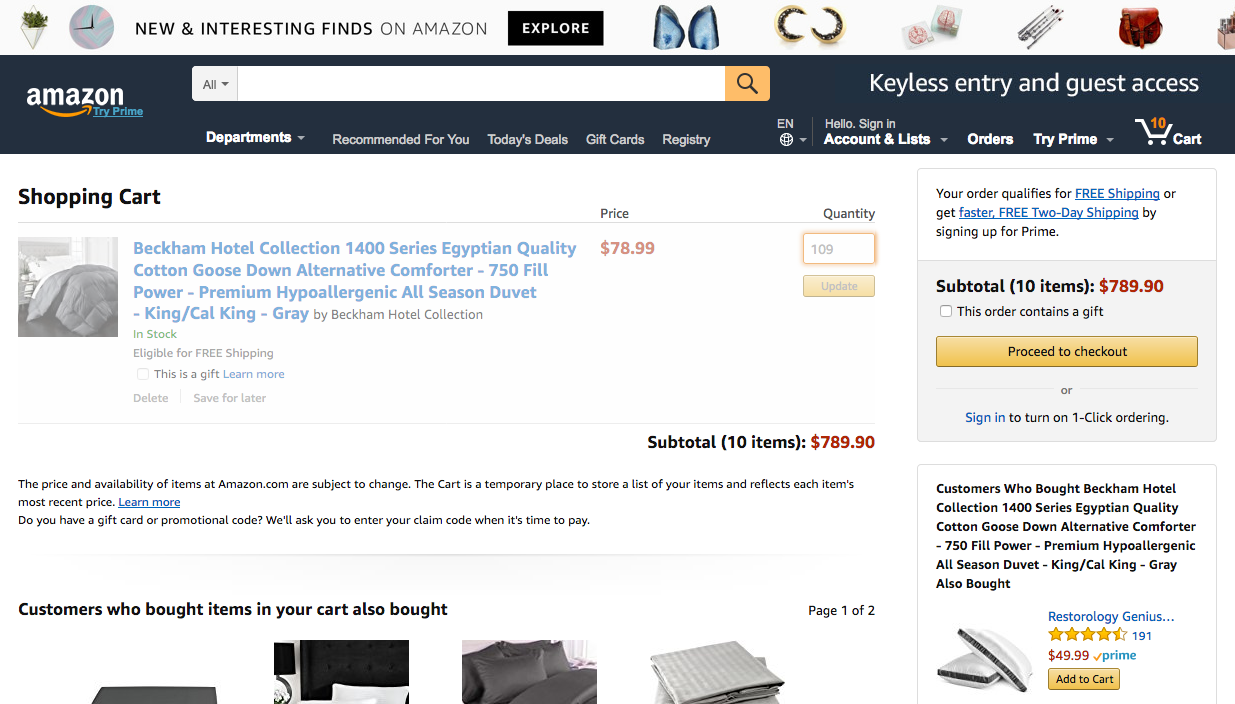 NEW & INTERESTING FINDS ON AMAZON
EXPLORE
amazon
Try Prime
All
Keyless entry and guest access
Departments
Recommended For You
Today's Deals
Gift Cards
Registry
EN
Hello. Sign in
Account & Lists
Orders
Try Prime
10
Cart
Shopping Cart
Price
Quantity
Beckham Hotel Collection 1400 Series Egyptian Quality
Cotton Goose Down Alternative Comforter - 750 Fill
Power - Premium Hypoallergenic All Season Duvet
- King/Cal King - Gray by Beckham Hotel Collection
$78.99
109
Update
In Stock
Eligible for FREE Shipping
This is a gift Learn more
Delete
Save for later
Subtotal (10 items): $789.90
The price and availability of items at Amazon.com are subject to change. The Cart is a temporary place to store a list of your items and reflects each item's
most recent price. Learn more
Do you have a gift card or promotional code? We'll ask you to enter your claim code when it's time to pay.
Customers who bought items in your cart also bought
Page 1 of 2
Your order qualifies for FREE Shipping or
get faster, FREE Two-Day Shipping by
signing up for Prime.
Subtotal (10 items): $789.90
This order contains a gift
Proceed to checkout
or
Sign in to turn on 1-Click ordering.
Customers Who Bought Beckham Hotel
Collection 1400 Series Egyptian Quality
Cotton Goose Down Alternative Comforter
- 750 Fill Power - Premium Hypoallergenic
All Season Duvet - King/Cal King - Gray
Also Bought
Restorology Genius...
191
$49.99 prime
Add to Cart